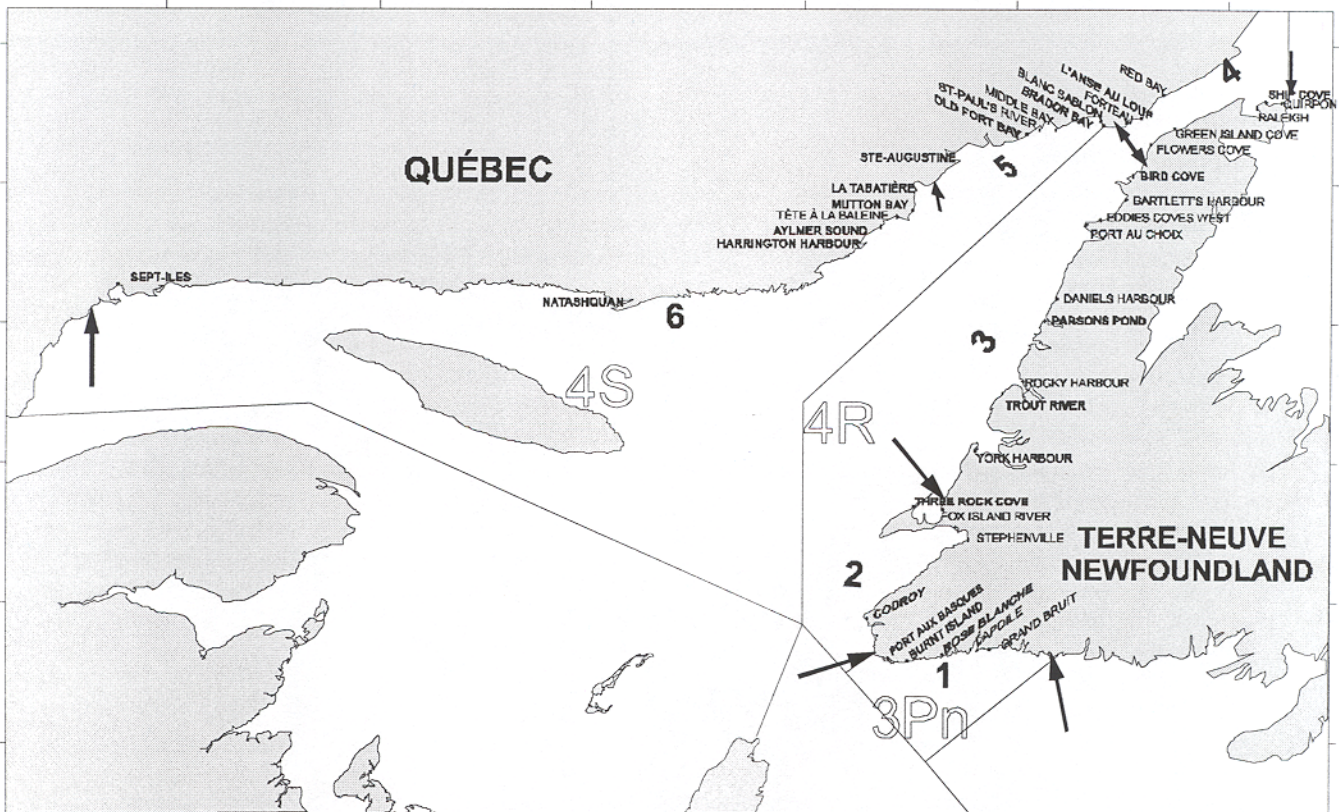 RED BAY
L'ANSE AU LOUP
FORTEAU
BLANC SABLON
BRADOR BAY
MIDDLE BAY
ST-PAUL'S RIVER
OLD FORT BAY
4
SHIP COVE
QUIRPON
RALEIGH
GREEN ISLAND COVE
FLOWERS COVE
QUÉBEC
STE-AUGUSTINE
5
BIRD COVE
LA TABATIÈRE
MUTTON BAY
TÊTE À LA BALEINE
AYLMER SOUND
HARRINGTON HARBOUR
BARTLETT'S HARBOUR
EDDIES COVES WEST
PORT AU CHOIX
SEPT-ILES
NATASHQUAN
6
DANIELS HARBOUR
PARSONS POND
3
4S
ROCKY HARBOUR
TROUT RIVER
4R
YORK HARBOUR
THREE ROCK COVE
FOX ISLAND RIVER
STEPHENVILLE
TERRE-NEUVE
NEWFOUNDLAND
2
CODROY
PORT AUX BASQUES
BURNT ISLAND
ROSE BLANCHE
LAPOILE
GRAND BRUIT
1
3Pn